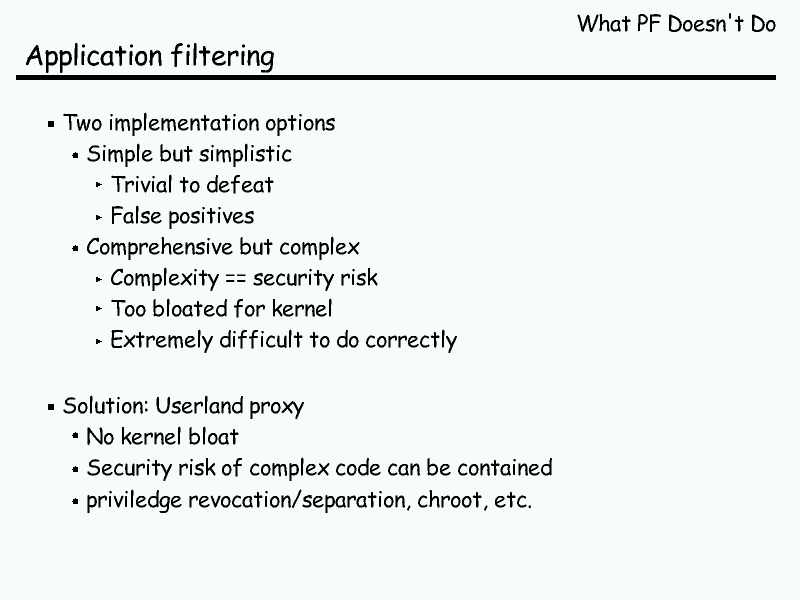 What PF Doesn't Do
Application filtering
Two implementation options
Simple but simplistic
Trivial to defeat
False positives
Comprehensive but complex
Complexity == security risk
Too bloated for kernel
Extremely difficult to do correctly
Solution: Userland proxy
No kernel bloat
Security risk of complex code can be contained
priviledge revocation/separation, chroot, etc.